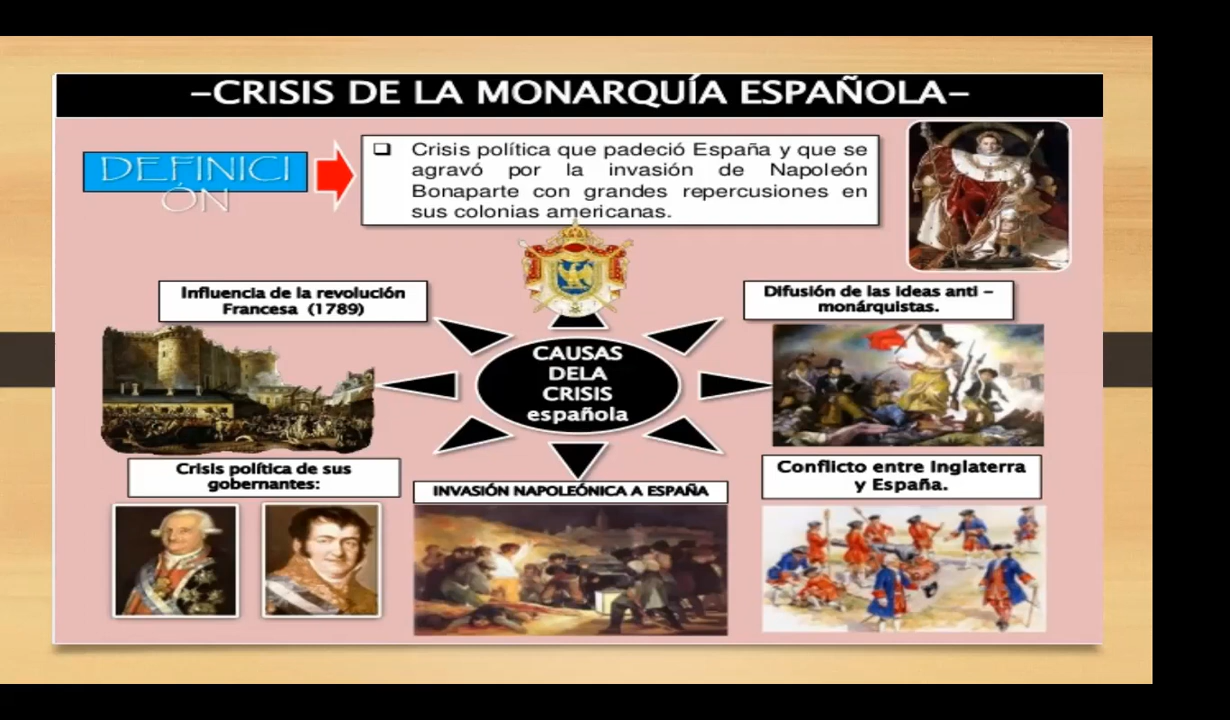 -CRISIS DE LA MONARQUÍA ESPAÑOLA-
DEFINICI
ÓN
Crisis política que padeció España y que se
agravó por la invasión de Napoleón
Bonaparte con grandes repercusiones en
sus colonias americanas.
Influencia de la revolución
Francesa (1789)
Difusión de las ideas anti -
monárquistas.
CAUSAS
DELA
CRISIS
española
Crisis política de sus
gobernantes:
INVASIÓN NAPOLEÓNICA A ESPAÑA
Conflicto entre Inglaterra
y España.